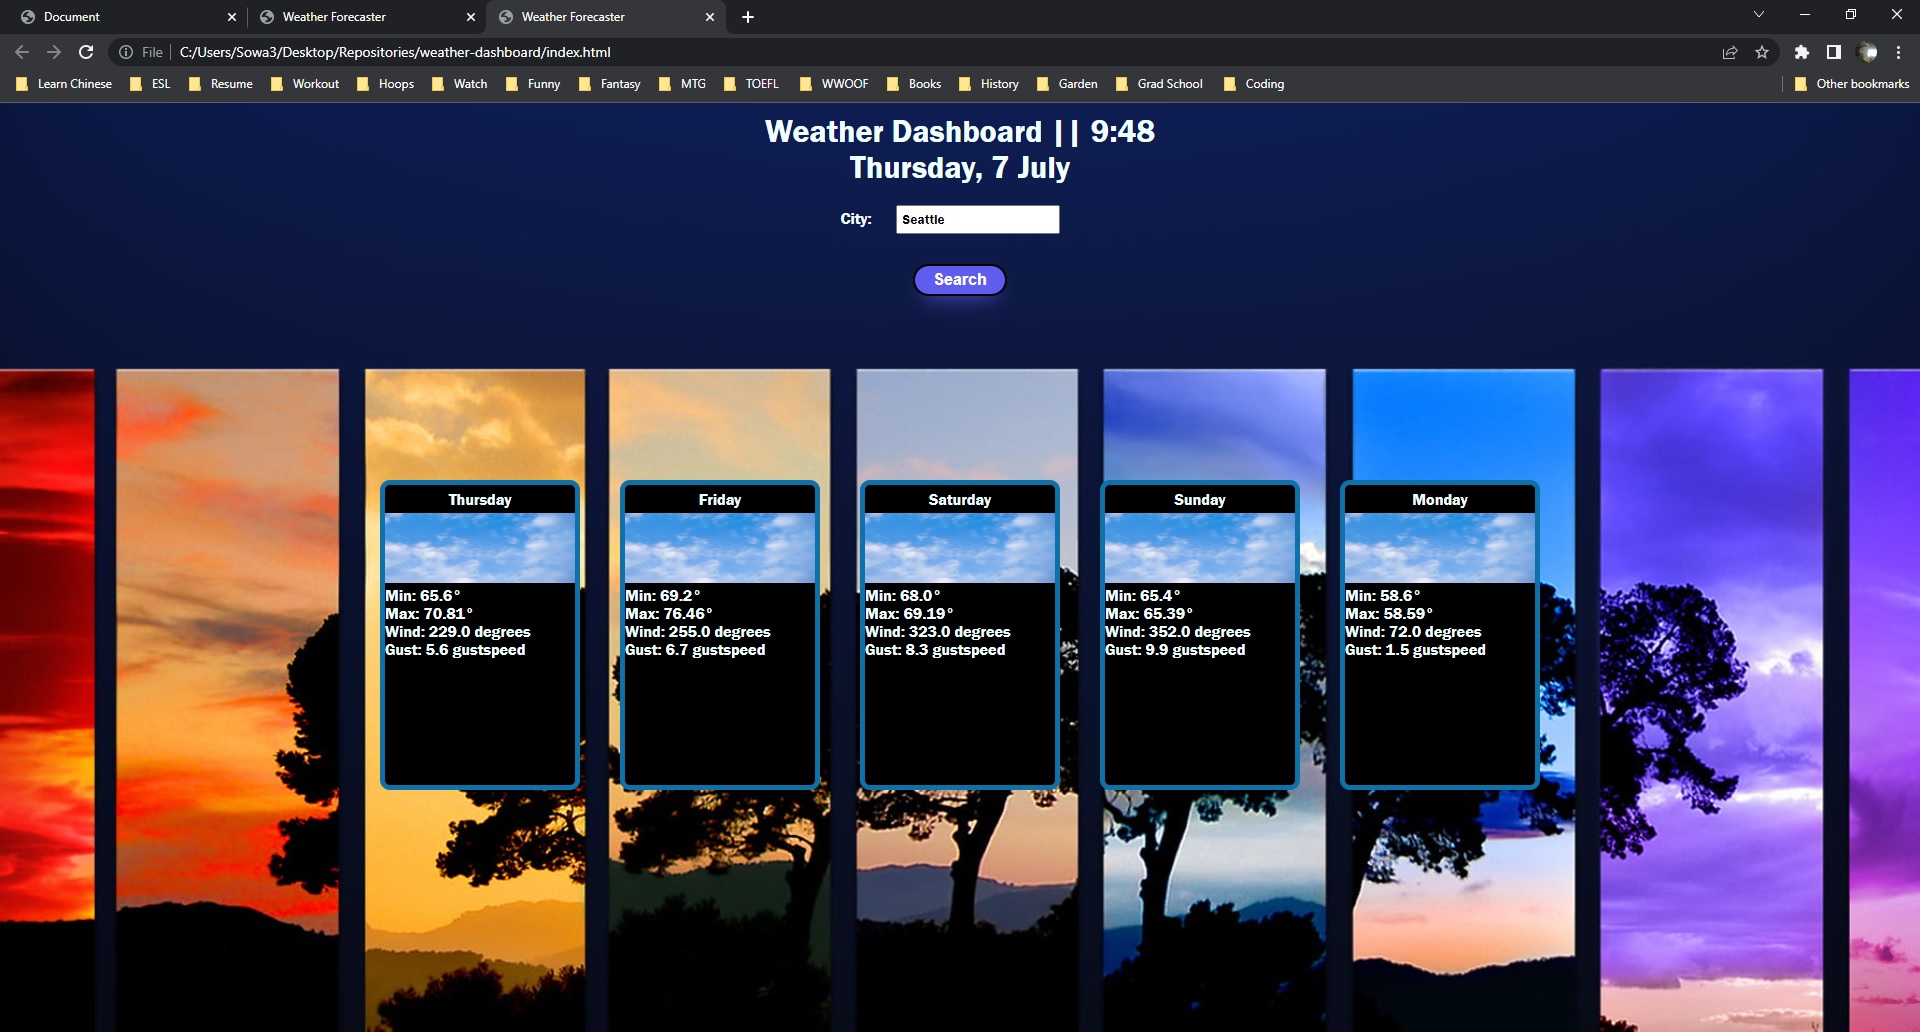 Document
Weather Forecaster
Weather Forecaster
File
C:/Users/Sowa3/Desktop/Repositories/weather-dashboard/index.html
Learn Chinese ESL Resume Workout Hoops Watch Funny Fantasy MTG TOEFL WWOOF Books History Garden Grad School Coding Other bookmarks
Weather Dashboard || 9:48
Thursday, 7 July
City: Seattle
Search
Thursday
Min: 65.6°
Max: 70.81°
Wind: 229.0 degrees
Gust: 5.6 gustspeed
Friday
Min: 69.2°
Max: 76.46°
Wind: 255.0 degrees
Gust: 6.7 gustspeed
Saturday
Min: 68.0°
Max: 69.19°
Wind: 323.0 degrees
Gust: 8.3 gustspeed
Sunday
Min: 65.4°
Max: 65.39°
Wind: 352.0 degrees
Gust: 9.9 gustspeed
Monday
Min: 58.6°
Max: 58.59°
Wind: 72.0 degrees
Gust: 1.5 gustspeed